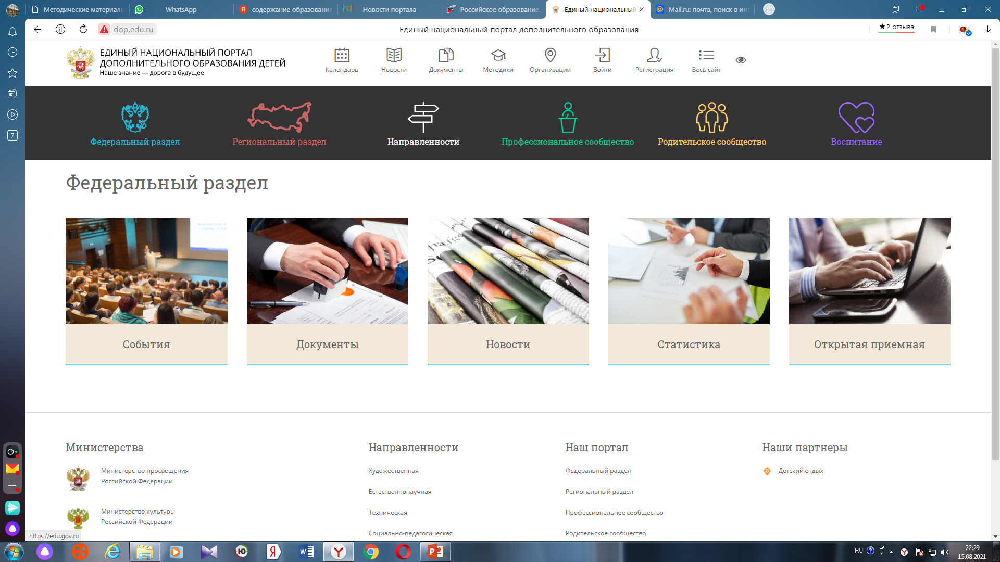 Методические материаль
WhatsApp
содержание образования
Новости портала
Российское образование.
Единый национальный
Mail.ru: почта, поиск в инт
dop.edu.ru
Единый национальный портал дополнительного образования
★2 отзыва
ЕДИНЫЙ НАЦИОНАЛЬНЫЙ ПОРТАЛ
ДОПОЛНИТЕЛЬНОГО ОБРАЗОВАНИЯ ДЕТЕЙ
Наше знание — дорога в будущее
Календарь
Новости
Документы
Методики
Организации
Войти
Регистрация
Весь сайт
7
Федеральный раздел
Региональный раздел
Направленности
Профессиональное сообщество
Родительское сообщество
Воспитание
Федеральный раздел
События
Документы
Новости
Статистика
Открытая приемная
Министерства
Министерство просвещения
Российской Федерации
Министерство культуры
Российской Федерации
Направленности
Художественная
Естественнонаучная
Техническая
Социально-педагогическая
Наш портал
Федеральный раздел
Региональный раздел
Профессиональное сообщество
Родительское сообщество
Наши партнеры
Детский отдых
https://edu.gov.ru
RU
22:29
15.08.2021